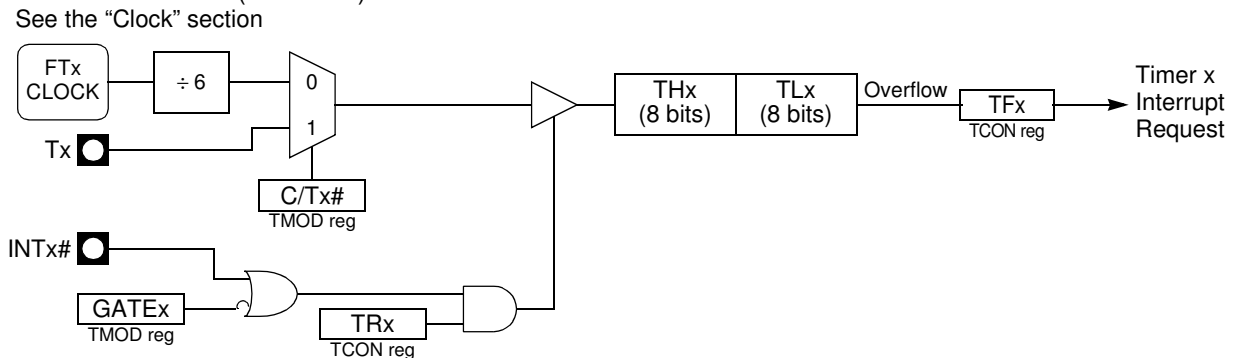 See the “Clock” section
FTx
CLOCK
÷ 6
0
1
Tx
C/Tx#
TMOD reg
THx
(8 bits)
TLx
(8 bits)
Overflow
TFx
TCON reg
Timer x
Interrupt
Request
INTx#
GATEx
TMOD reg
TRx
TCON reg